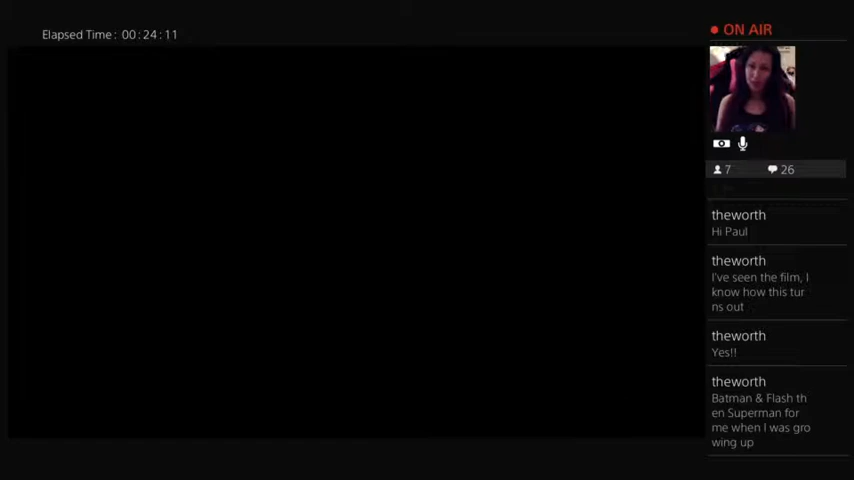 Elapsed Time: 00:24:11
ON AIR
7 26
theworth
Hi Paul
theworth
I've seen the film, I
know how this tur
ns out
theworth
Yes!!
theworth
Batman & Flash th
en Superman for
me when I was gro
wing up